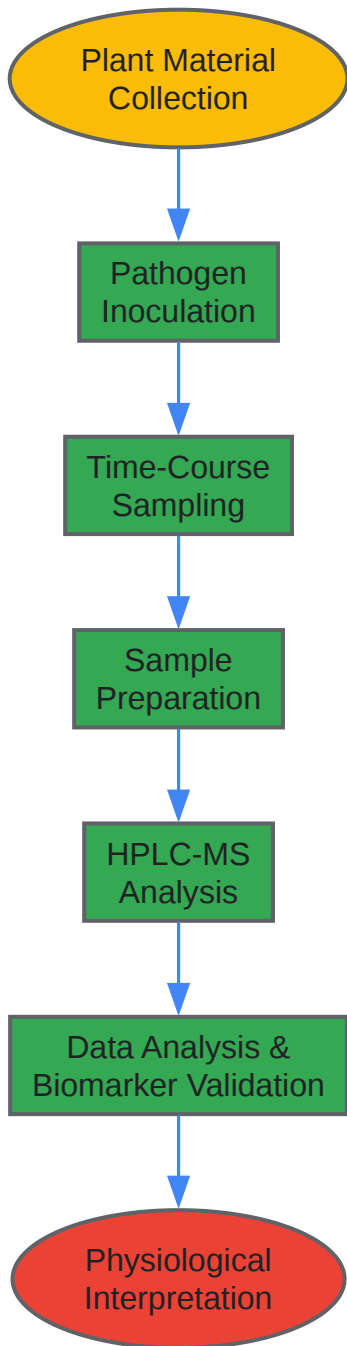 Plant Material
Collection
Pathogen
Inoculation
Time-Course
Sampling
Sample
Preparation
HPLC-MS
Analysis
Data Analysis &
Biomarker Validation
Physiological
Interpretation